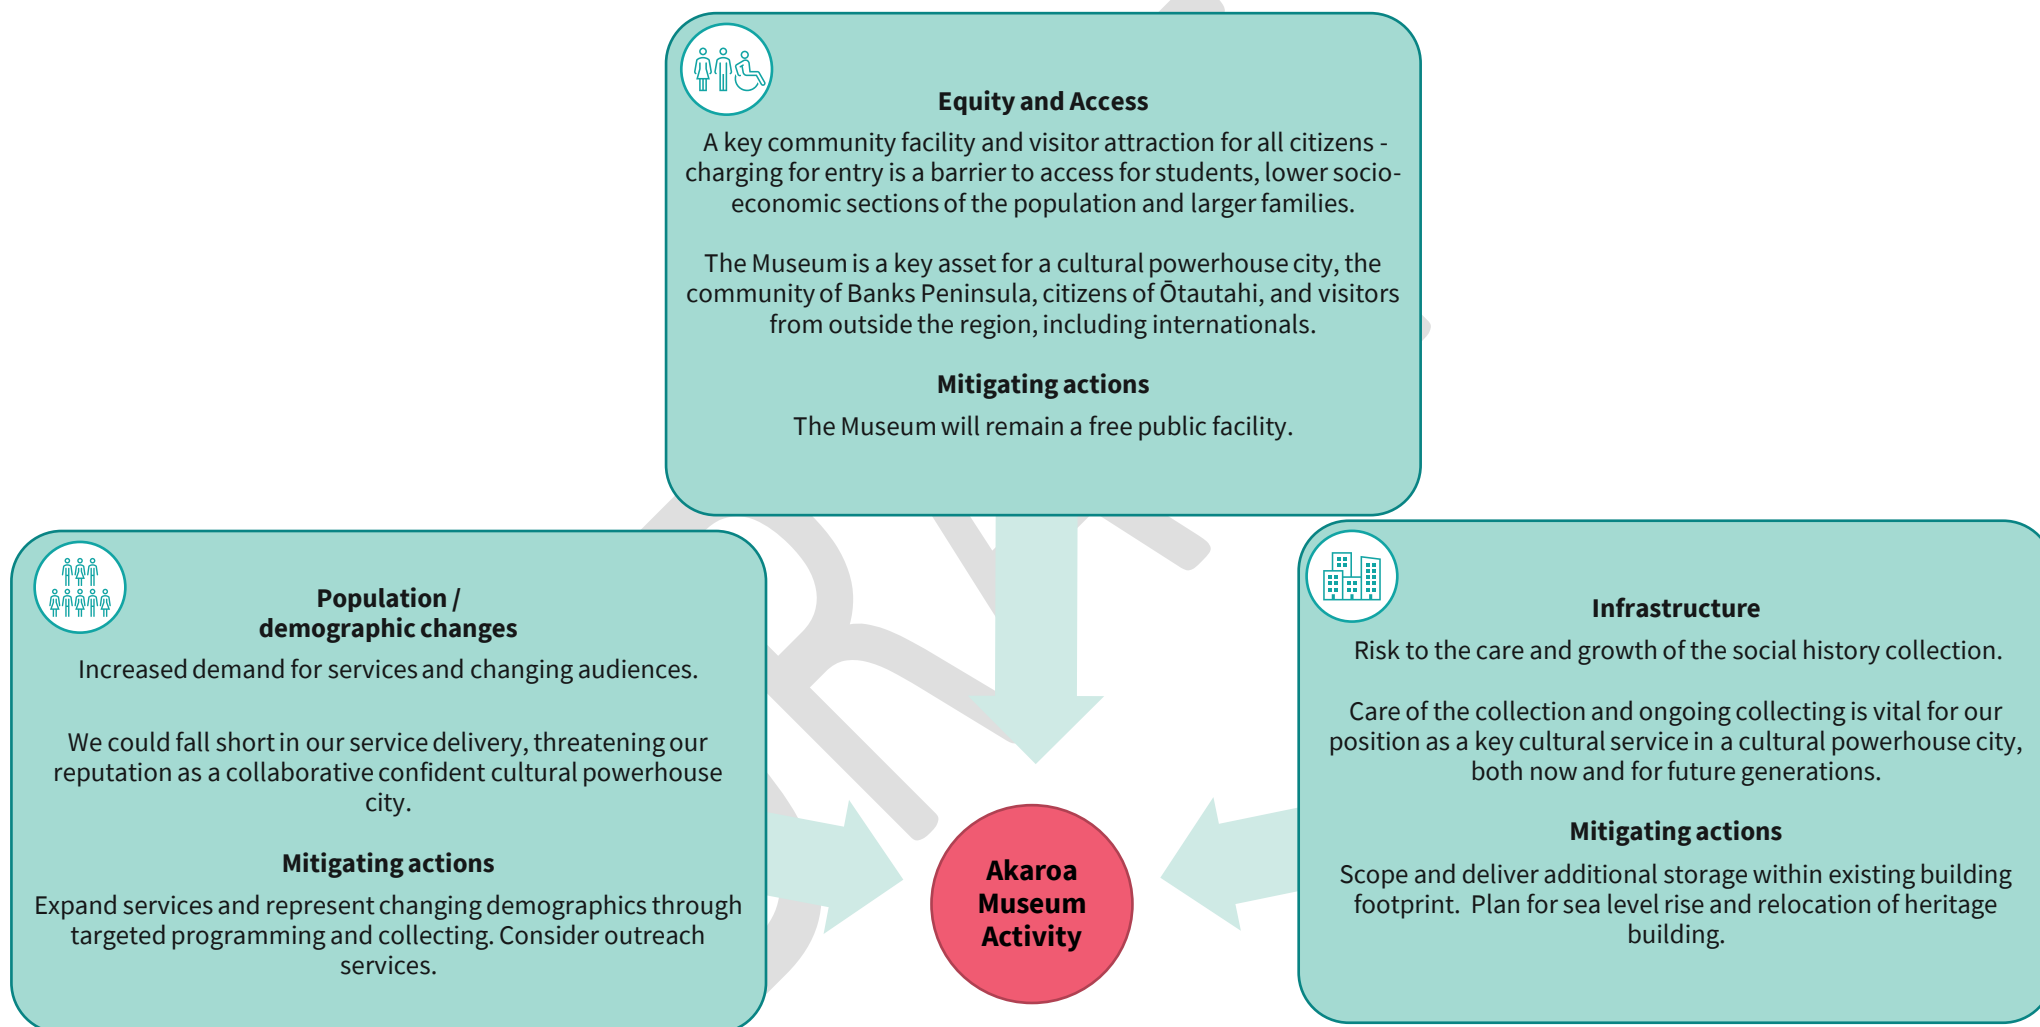 Equity and Access
A key community facility and visitor attraction for all citizens -
charging for entry is a barrier to access for students, lower socio-
economic sections of the population and larger families.
The Museum is a key asset for a cultural powerhouse city, the
community of Banks Peninsula, citizens of Ōtautahi, and visitors
from outside the region, including internationals.
Mitigating actions
The Museum will remain a free public facility.
Population /
demographic changes
Increased demand for services and changing audiences.
We could fall short in our service delivery, threatening our
reputation as a collaborative confident cultural powerhouse
city.
Mitigating actions
Expand services and represent changing demographics through
targeted programming and collecting. Consider outreach
services.
Akaroa
Museum
Activity
Infrastructure
Risk to the care and growth of the social history collection.
Care of the collection and ongoing collecting is vital for our
position as a key cultural service in a cultural powerhouse city,
both now and for future generations.
Mitigating actions
Scope and deliver additional storage within existing building
footprint.  Plan for sea level rise and relocation of heritage
building.